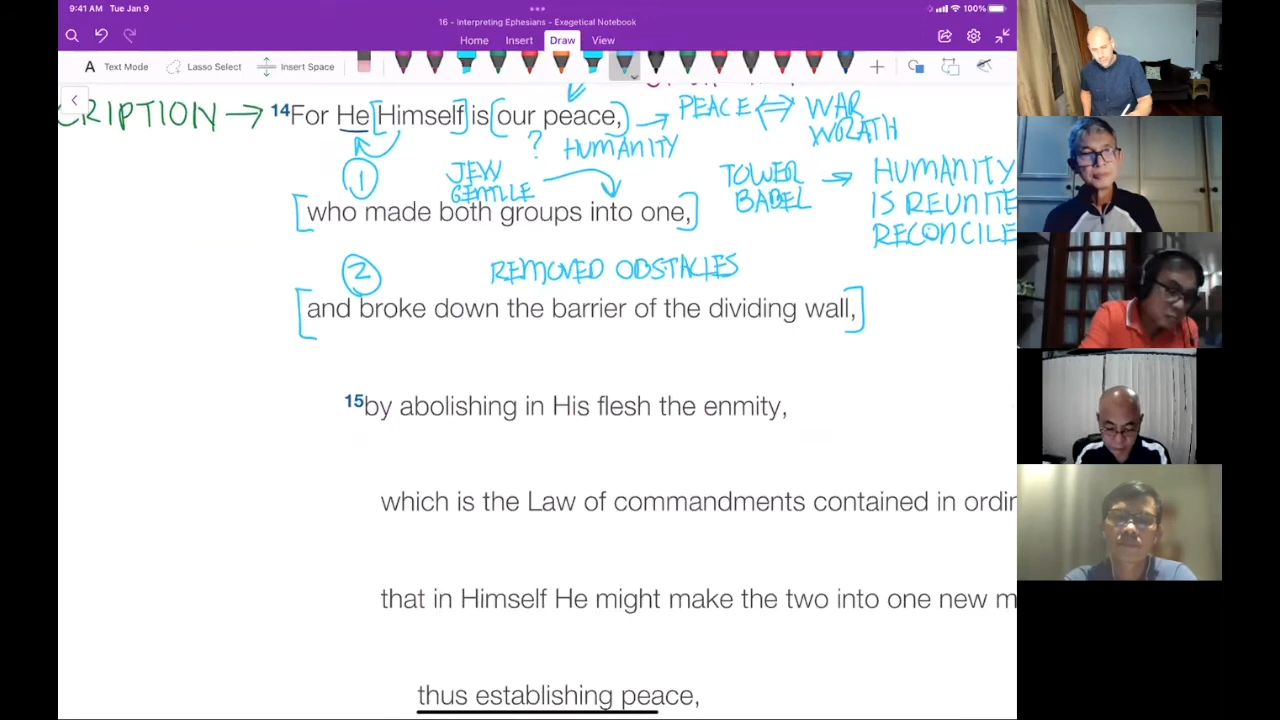 9:41 AM Tue Jan 9
100%
16 - Interpreting Ephesians - Exegetical Notebook
Home Insert Draw View
A Text Mode Lasso Select Insert Space
CRIPTION → 14For He [Himself] is (our peace,) → PEACE ↔ WAR
WRATH
? HUMANITY
1 JEW
GENTILE
TOWER
BABEL → HUMANITY
IS REUNITE
RECONCILE
[who made both groups into one,]
2 REMOVED OBSTACLES
[and broke down the barrier of the dividing wall,]
15by abolishing in His flesh the enmity,
which is the Law of commandments contained in ordin
that in Himself He might make the two into one new m
thus establishing peace,